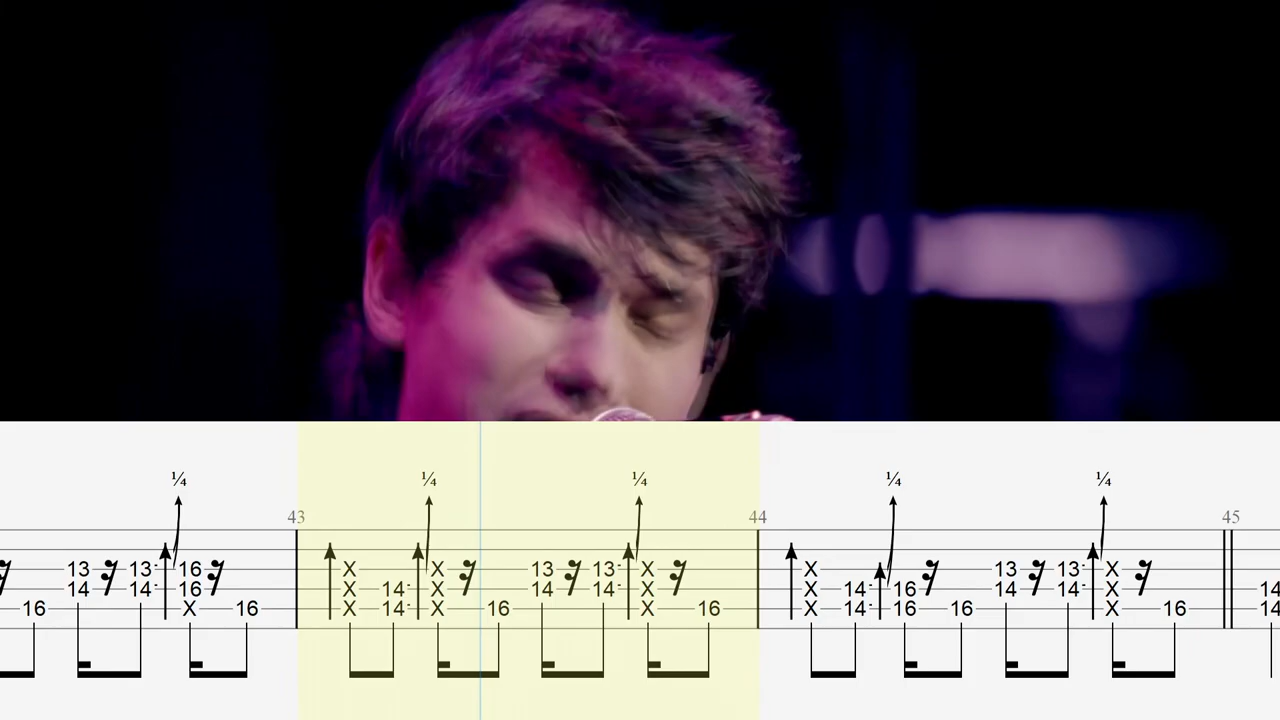 ¼ ¼ ¼ ¼ ¼
43 44 45
13 13 16 X X 13 13 X X 13 13 X
14 14 16 X 14 X 14 14 X X 14 16 14 14 X 14
16 X 16 X 14 X 16 X 16 X 14 16 16 X 16 14